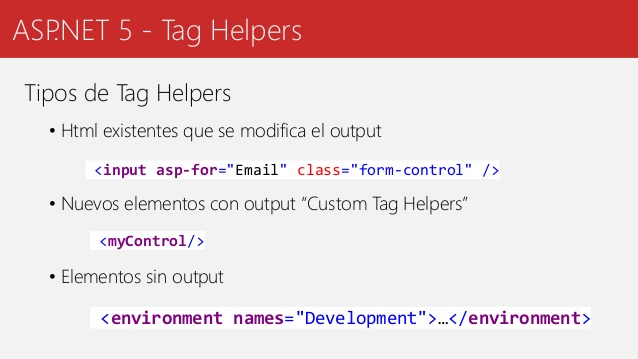 ASP.NET 5 - Tag Helpers
Tipos de Tag Helpers
• Html existentes que se modifica el output
<input asp-for="Email" class="form-control" />
• Nuevos elementos con output “Custom Tag Helpers”
<myControl/>
• Elementos sin output
<environment names="Development">…</environment>